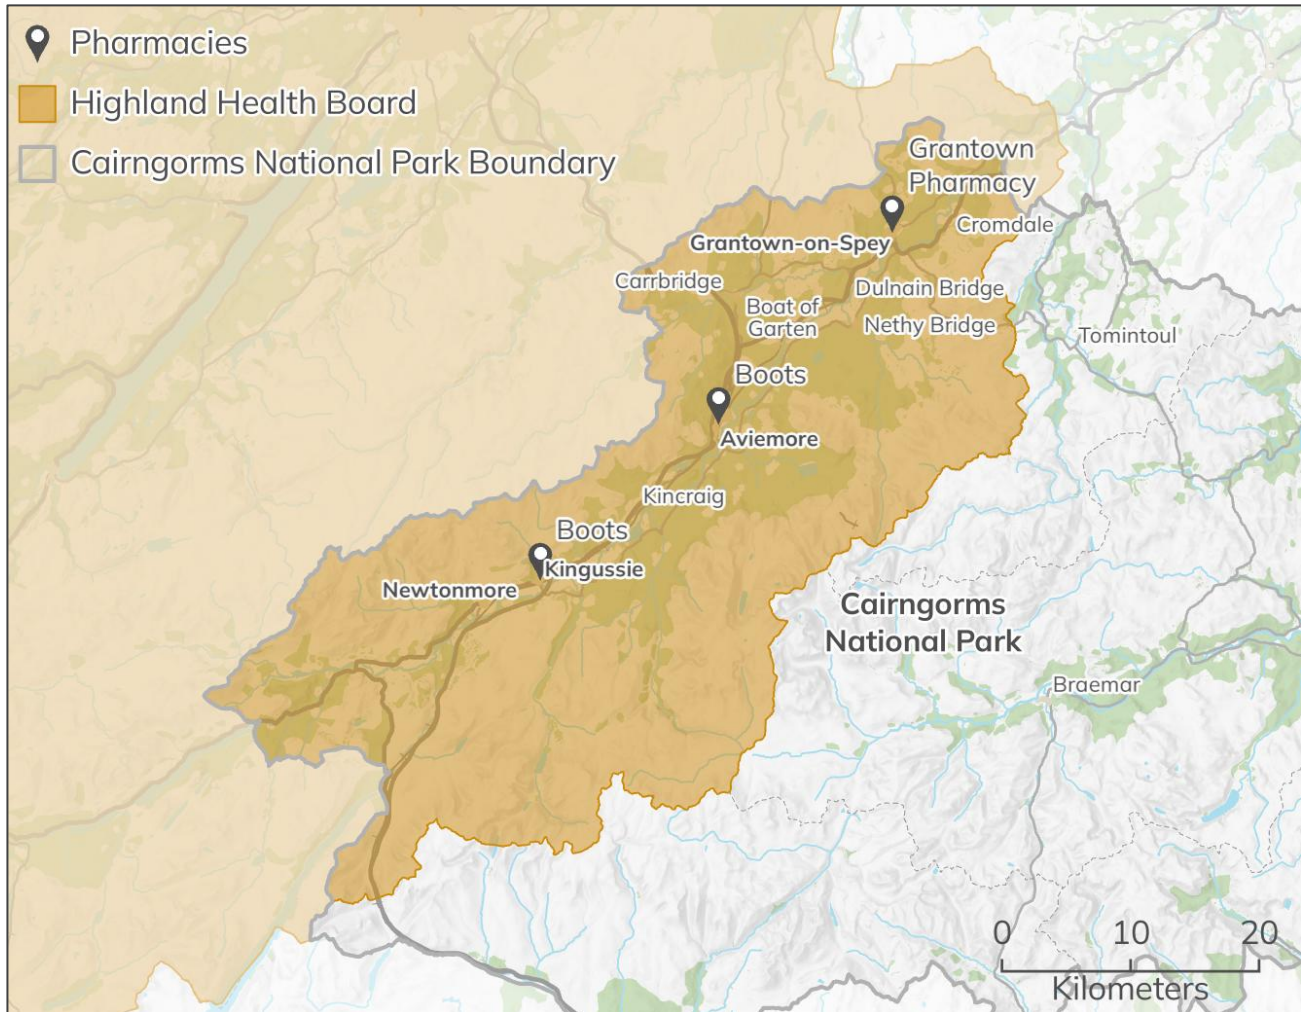 Pharmacies
Highland Health Board
Cairngorms National Park Boundary
Grantown
Pharmacy
Cromdale
Grantown-on-Spey
Carrbridge
Dulnain Bridge
Boat of
Garten
Nethy Bridge
Tomintoul
Boots
Aviemore
Kincraig
Boots
Kingussie
Newtonmore
Cairngorms
National Park
Braemar
0 10 20
Kilometers